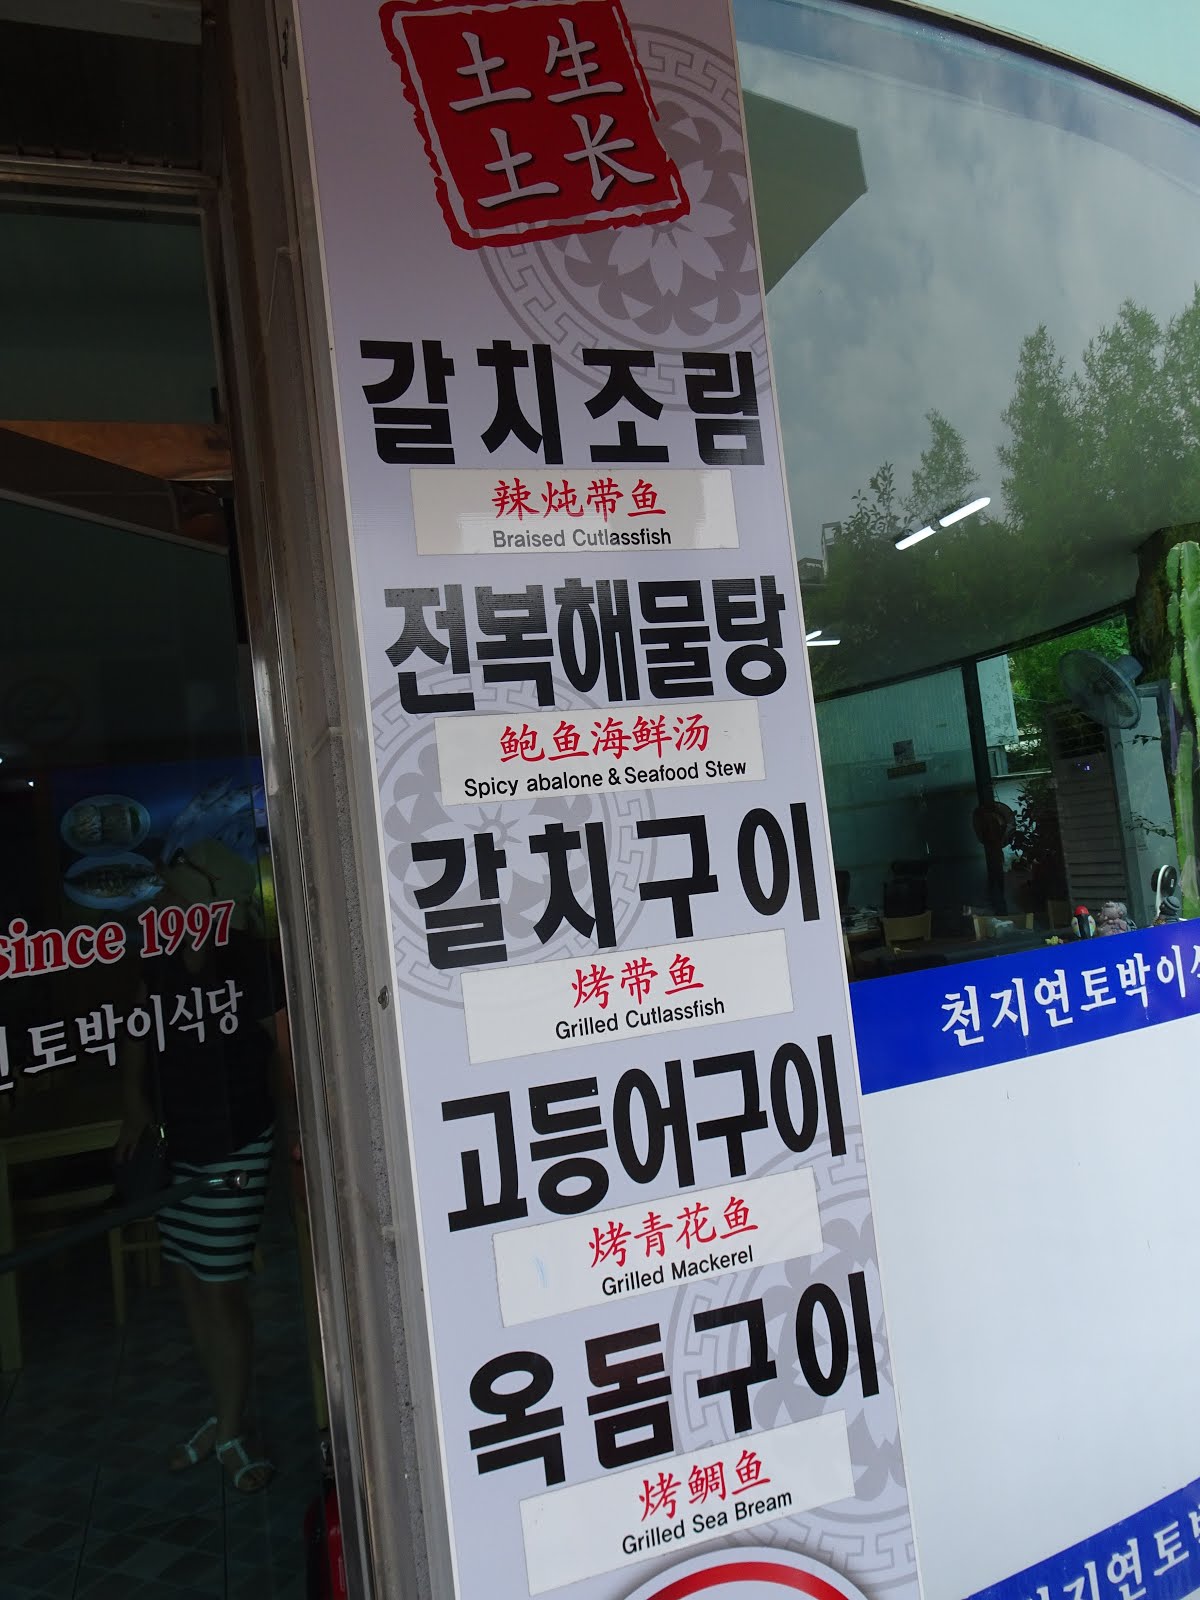 土生
土长
갈치조림
辣炖带鱼
Braised Cutlassfish
전복해물탕
鲍鱼海鲜汤
Spicy abalone & Seafood Stew
갈치구이
烤带鱼
Grilled Cutlassfish
고등어구이
烤青花鱼
Grilled Mackerel
옥돔구이
烤鲷鱼
Grilled Sea Bream
since 1997
토박이식당
천지연토박이
지연토